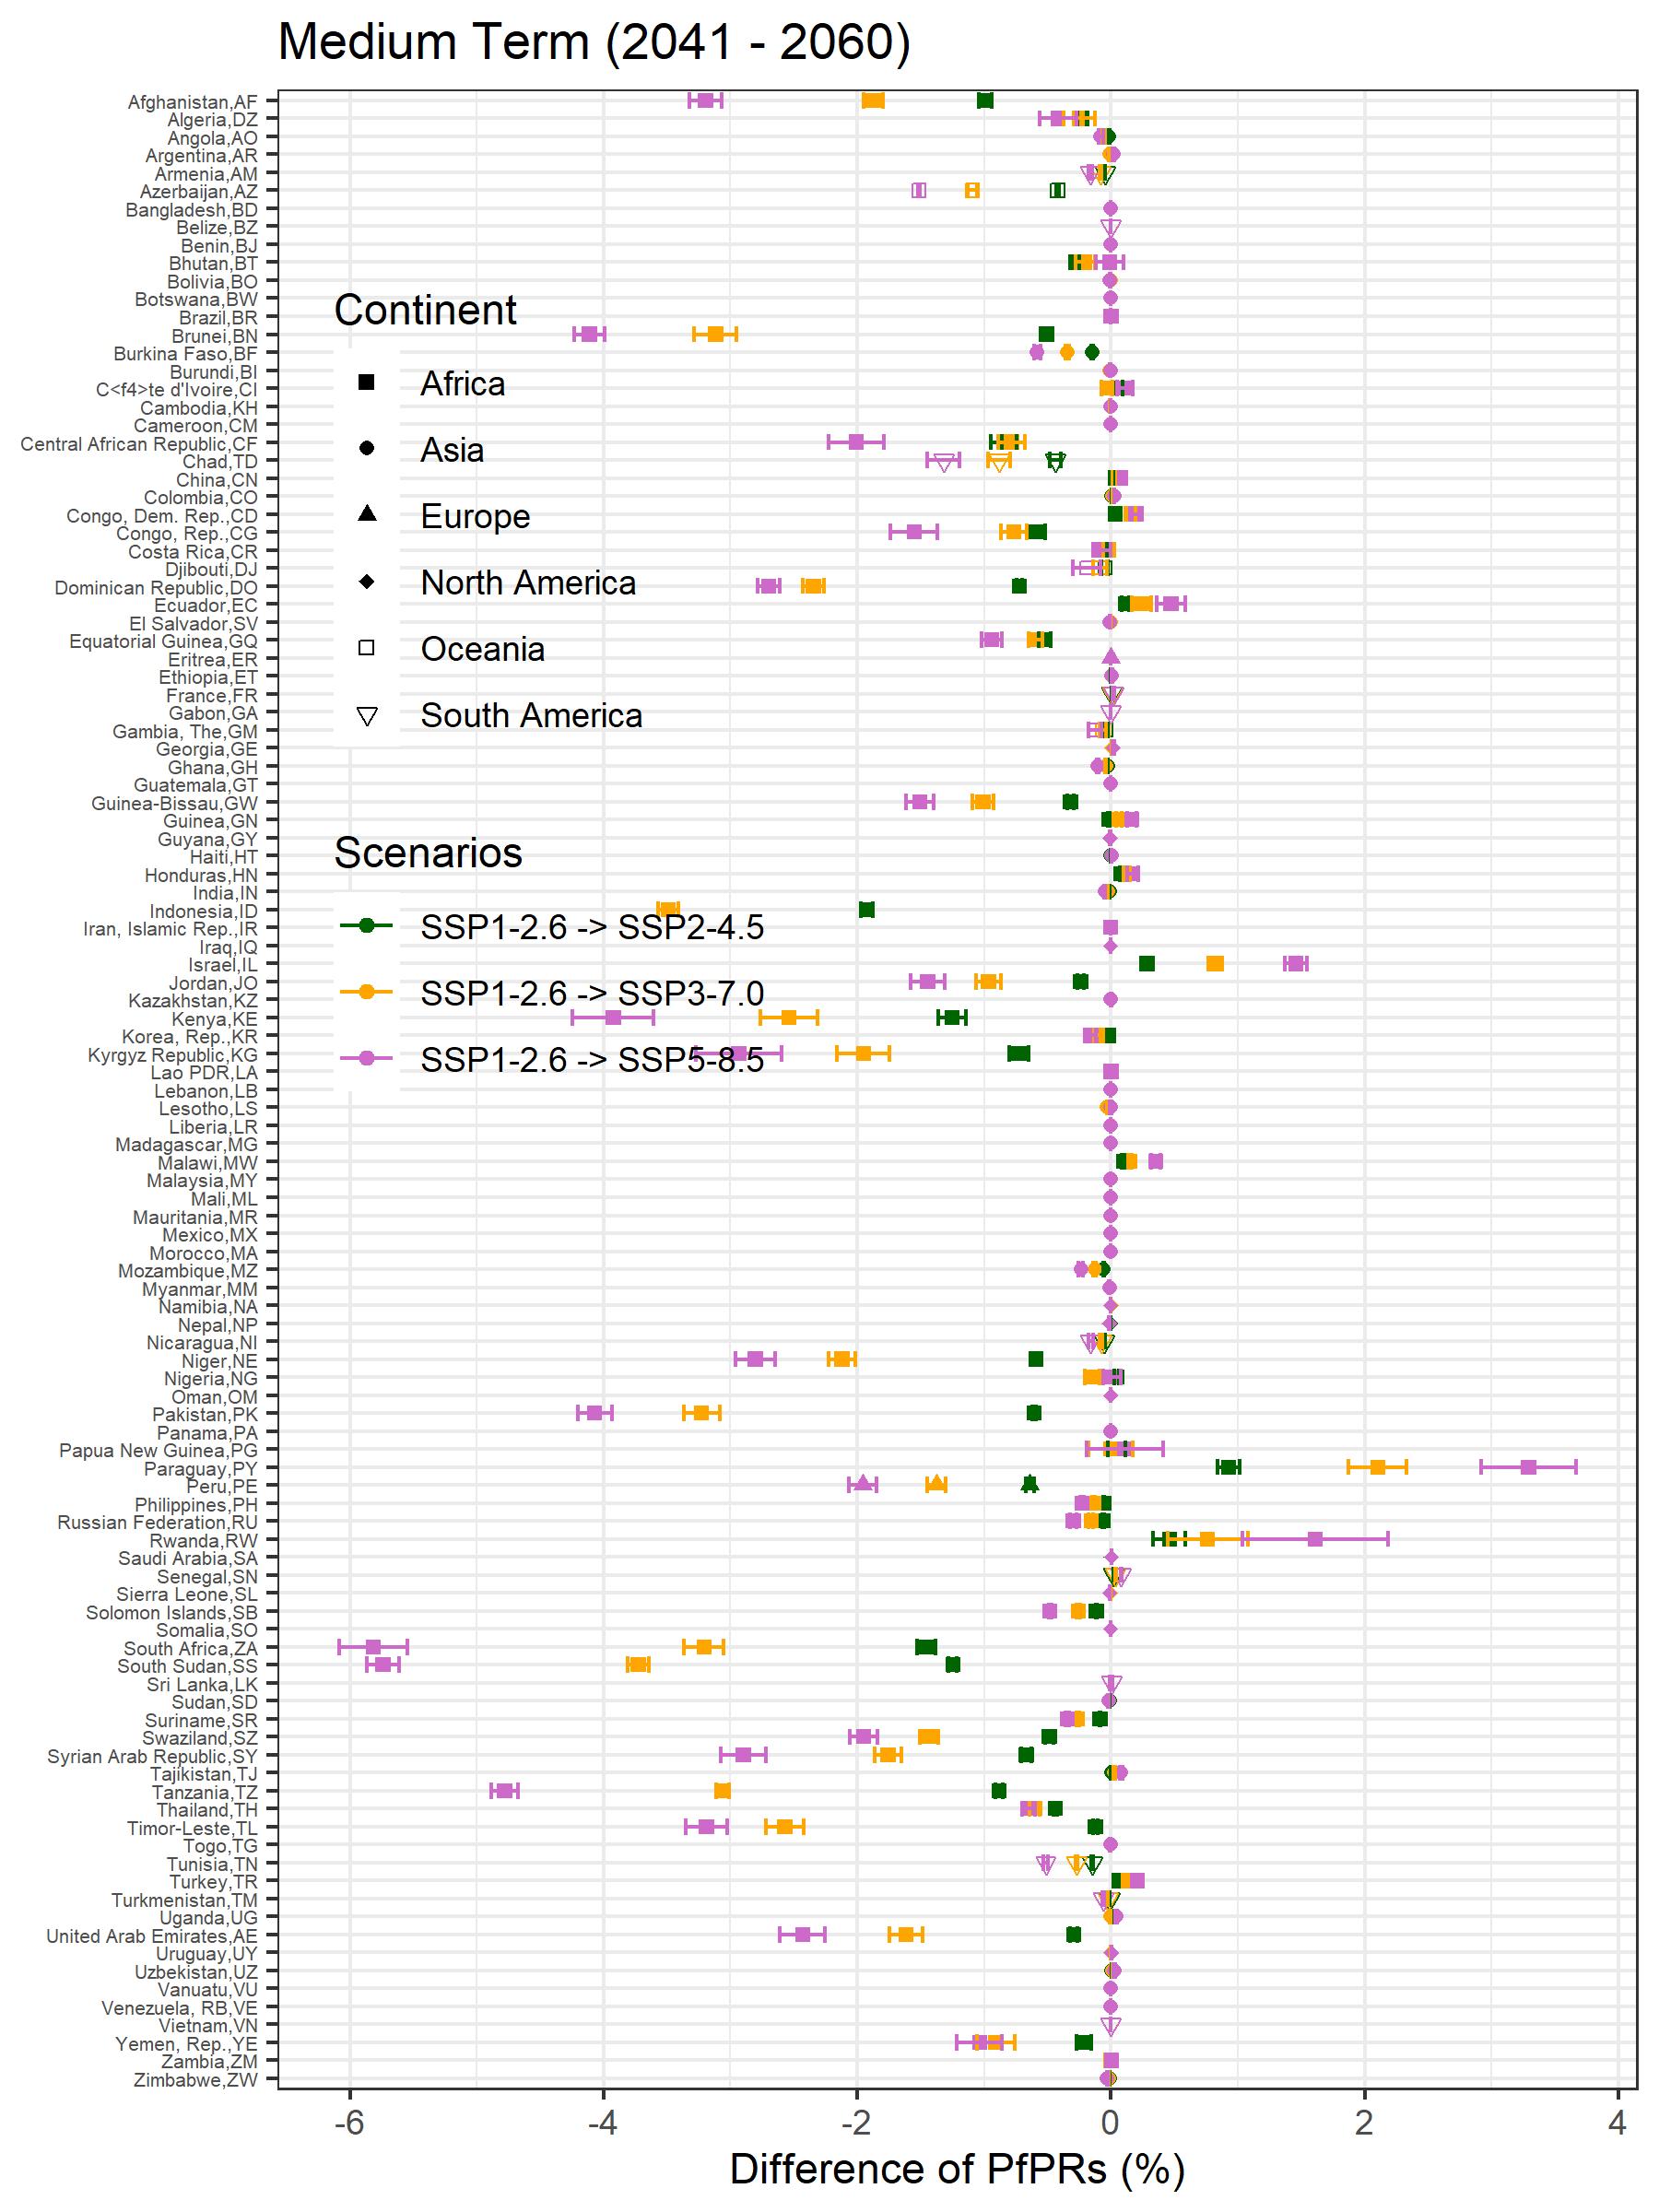 Medium Term (2041 - 2060)
Afghanistan,AF
Algeria,DZ
Angola,AO
Argentina,AR
Armenia,AM
Azerbaijan,AZ
Bangladesh,BD
Belize,BZ
Benin,BJ
Bhutan,BT
Bolivia,BO
Botswana,BW
Brazil,BR
Brunei,BN
Burkina Faso,BF
Burundi,BI
C<f4>te d'Ivoire,CI
Cambodia,KH
Cameroon,CM
Central African Republic,CF
Chad,TD
China,CN
Colombia,CO
Congo, Dem. Rep.,CD
Congo, Rep.,CG
Costa Rica,CR
Djibouti,DJ
Dominican Republic,DO
Ecuador,EC
El Salvador,SV
Equatorial Guinea,GQ
Eritrea,ER
Ethiopia,ET
France,FR
Gabon,GA
Gambia, The,GM
Georgia,GE
Ghana,GH
Guatemala,GT
Guinea-Bissau,GW
Guinea,GN
Guyana,GY
Haiti,HT
Honduras,HN
India,IN
Indonesia,ID
Iran, Islamic Rep.,IR
Iraq,IQ
Israel,IL
Jordan,JO
Kazakhstan,KZ
Kenya,KE
Korea, Rep.,KR
Kyrgyz Republic,KG
Lao PDR,LA
Lebanon,LB
Lesotho,LS
Liberia,LR
Madagascar,MG
Malawi,MW
Malaysia,MY
Mali,ML
Mauritania,MR
Mexico,MX
Morocco,MA
Mozambique,MZ
Myanmar,MM
Namibia,NA
Nepal,NP
Nicaragua,NI
Niger,NE
Nigeria,NG
Oman,OM
Pakistan,PK
Panama,PA
Papua New Guinea,PG
Paraguay,PY
Peru,PE
Philippines,PH
Russian Federation,RU
Rwanda,RW
Saudi Arabia,SA
Senegal,SN
Sierra Leone,SL
Solomon Islands,SB
Somalia,SO
South Africa,ZA
South Sudan,SS
Sri Lanka,LK
Sudan,SD
Suriname,SR
Swaziland,SZ
Syrian Arab Republic,SY
Tajikistan,TJ
Tanzania,TZ
Thailand,TH
Timor-Leste,TL
Togo,TG
Tunisia,TN
Turkey,TR
Turkmenistan,TM
Uganda,UG
United Arab Emirates,AE
Uruguay,UY
Uzbekistan,UZ
Vanuatu,VU
Venezuela, RB,VE
Vietnam,VN
Yemen, Rep.,YE
Zambia,ZM
Zimbabwe,ZW
Continent
Africa
Asia
Europe
North America
Oceania
South America
Scenarios
SSP1-2.6 -> SSP2-4.5
SSP1-2.6 -> SSP3-7.0
SSP1-2.6 -> SSP5-8.5
-6 -4 -2 0 2 4
Difference of PfPRs (%)